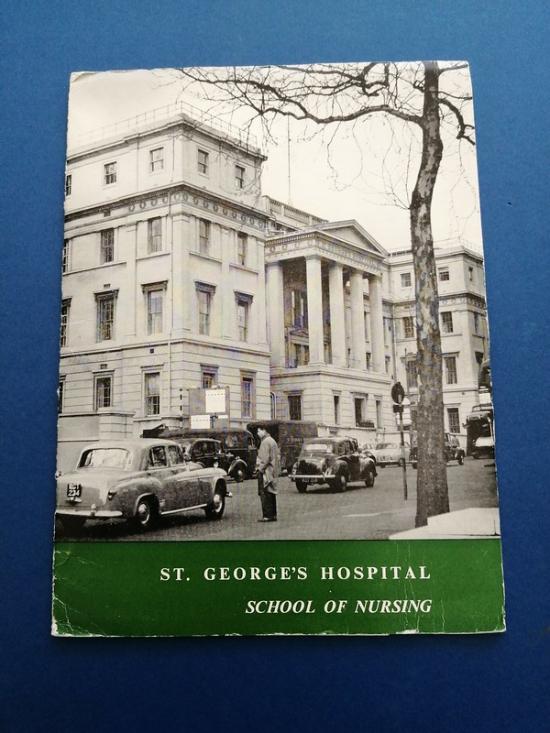 ST. GEORGE'S HOSPITAL
SCHOOL OF NURSING